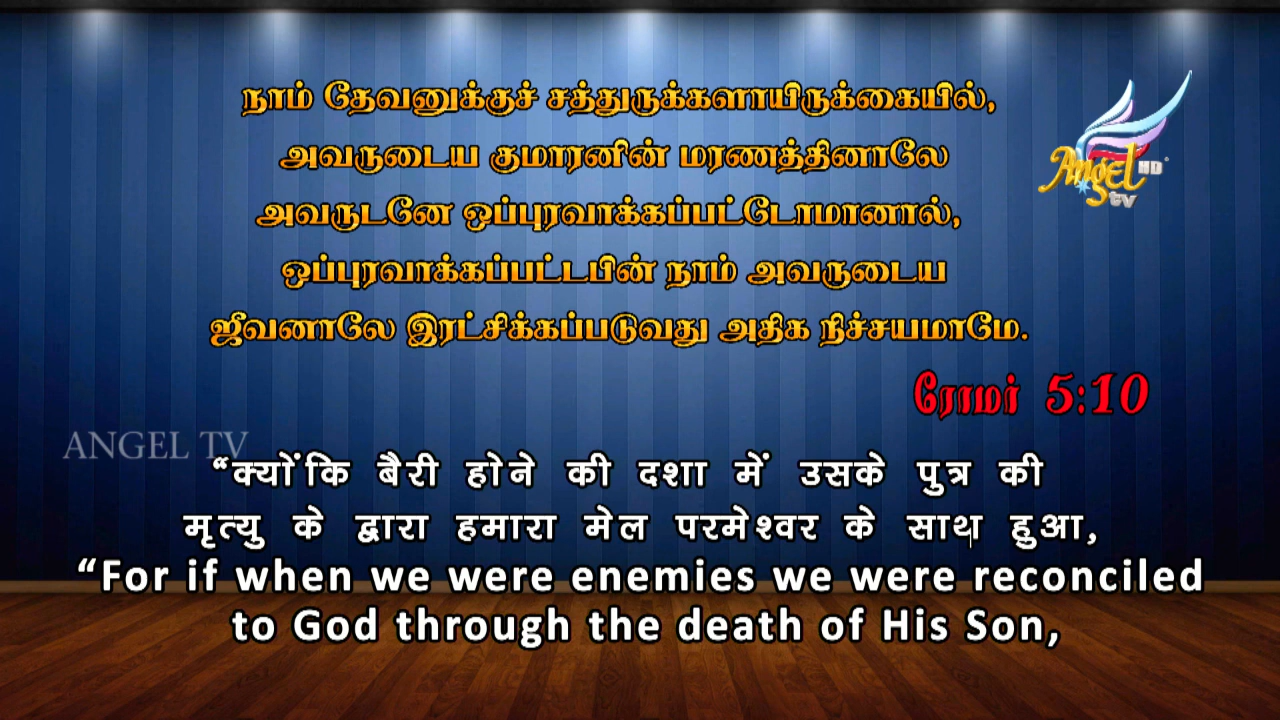 நாம் தேவனுக்குச் சத்துருக்களாயிருக்கையில்,
அவருடைய குமாரனின் மரணத்தினாலே
அவருடனே ஒப்புரவாக்கப்பட்டோமானால்,
ஒப்புரவாக்கப்பட்டபின் நாம் அவருடைய
ஜீவனாலே இரட்சிக்கப்படுவது அதிக நிச்சயமாமே.
ரோமர் 5:10
Angel HD
tv
ANGEL TV
“क्योंकि बैरी होने की दशा में उसके पुत्र की
मृत्यु के द्वारा हमारा मेल परमेश्वर के साथ हुआ,
“For if when we were enemies we were reconciled
to God through the death of His Son,